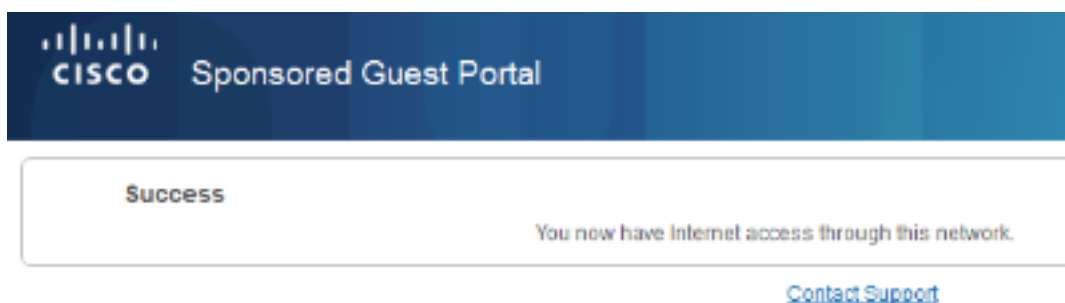 CISCO
Sponsored Guest Portal
Success
You now have Internet access through this network.
Contact Support